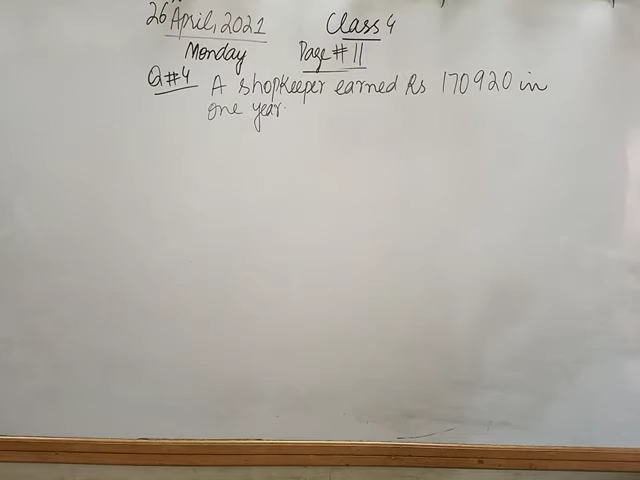 26 April, 2021 Class 4
Monday Page # 11
Q#4 A shopkeeper earned Rs 170920 in
one year.